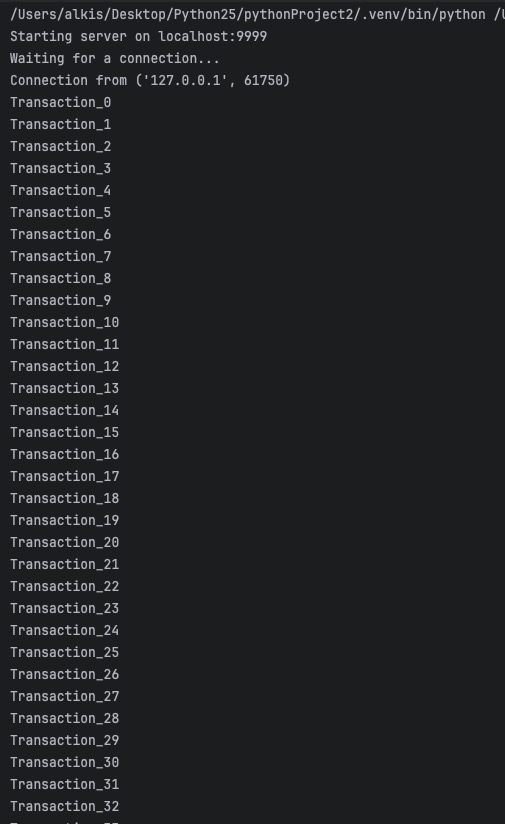 /Users/alkis/Desktop/Python25/pythonProject2/.venv/bin/python
Starting server on localhost:9999
Waiting for a connection...
Connection from ('127.0.0.1', 61750)
Transaction_0
Transaction_1
Transaction_2
Transaction_3
Transaction_4
Transaction_5
Transaction_6
Transaction_7
Transaction_8
Transaction_9
Transaction_10
Transaction_11
Transaction_12
Transaction_13
Transaction_14
Transaction_15
Transaction_16
Transaction_17
Transaction_18
Transaction_19
Transaction_20
Transaction_21
Transaction_22
Transaction_23
Transaction_24
Transaction_25
Transaction_26
Transaction_27
Transaction_28
Transaction_29
Transaction_30
Transaction_31
Transaction_32